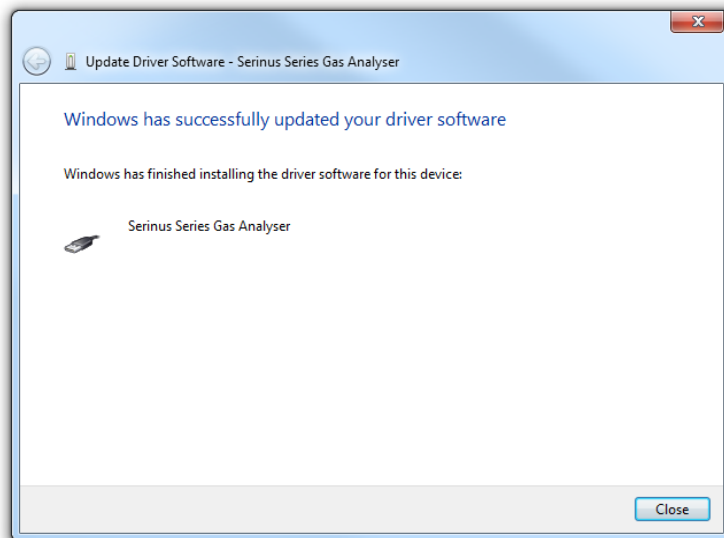 Update Driver Software - Serinus Series Gas Analyser
Windows has successfully updated your driver software
Windows has finished installing the driver software for this device:
Serinus Series Gas Analyser
Close